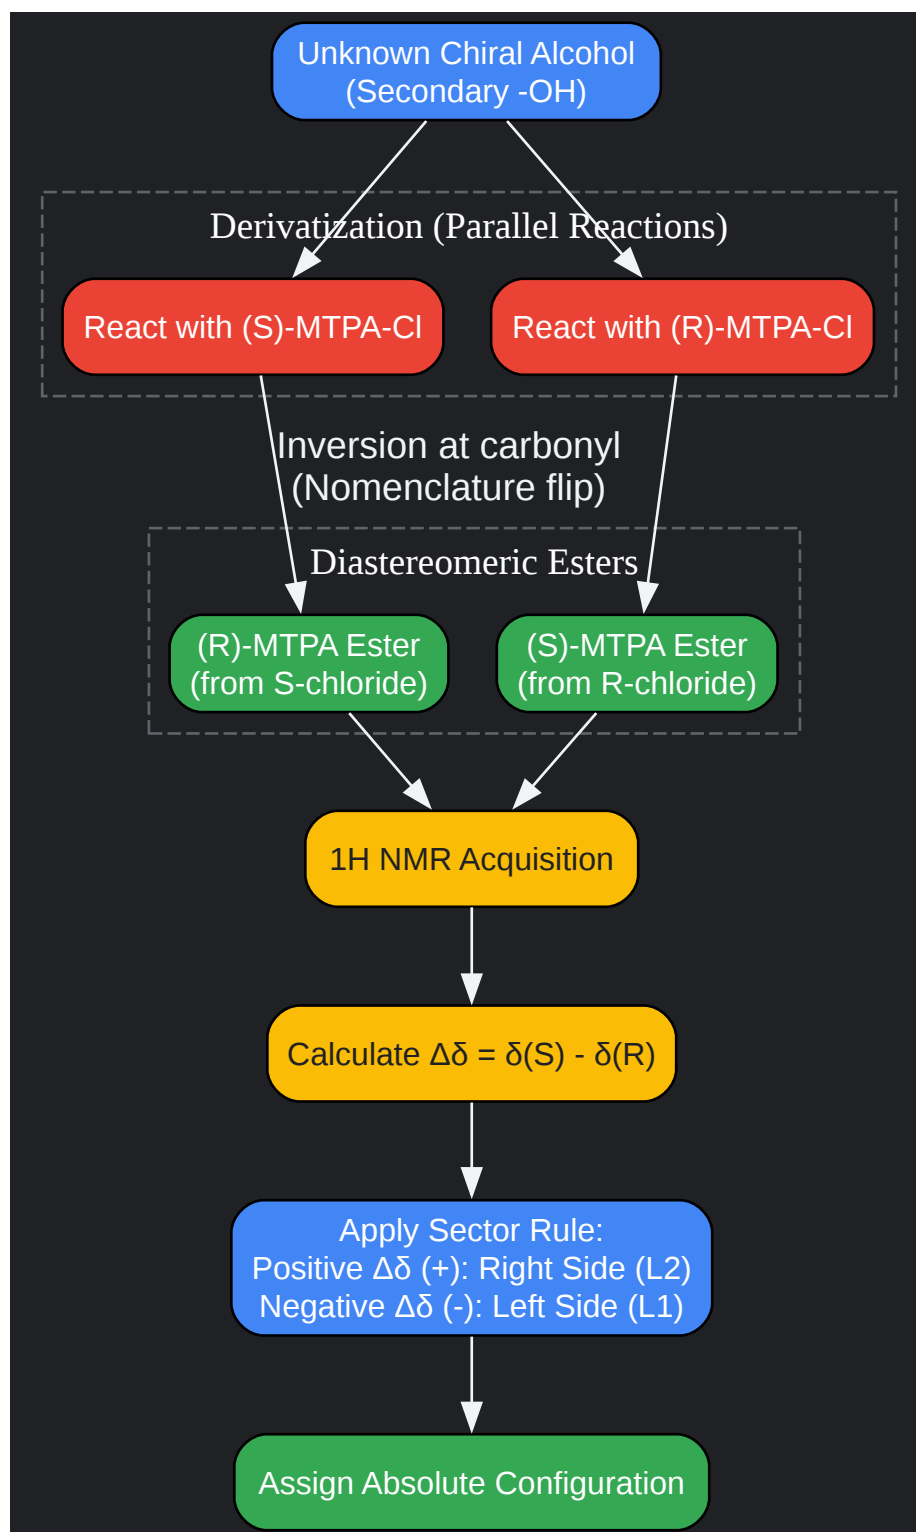 Unknown Chiral Alcohol
(Secondary -OH)
Derivatization (Parallel Reactions)
React with (S)-MTPA-Cl
React with (R)-MTPA-Cl
Inversion at carbonyl
(Nomenclature flip)
Diastereomeric Esters
(R)-MTPA Ester
(from S-chloride)
(S)-MTPA Ester
(from R-chloride)
1H NMR Acquisition
Calculate Δδ = δ(S) - δ(R)
Apply Sector Rule:
Positive Δδ (+): Right Side (L2)
Negative Δδ (-): Left Side (L1)
Assign Absolute Configuration